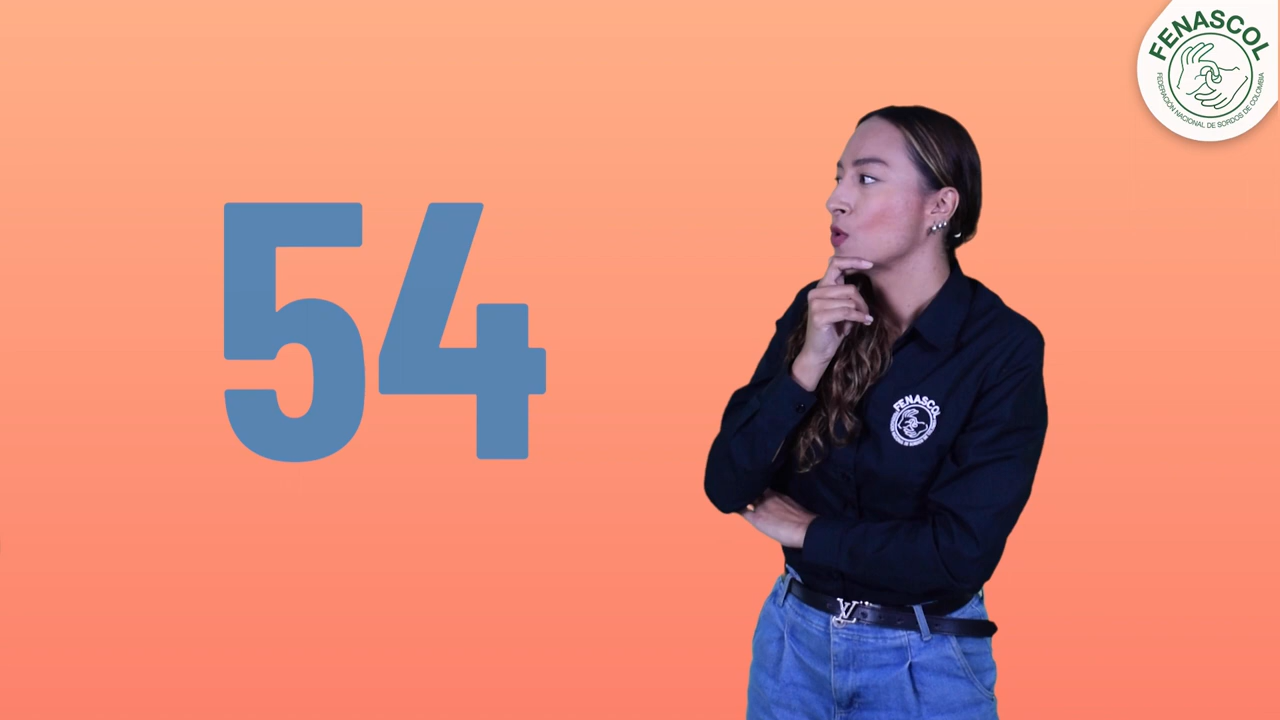 FENASCOL
FEDERACIÓN NACIONAL DE SORDOS DE COLOMBIA
54
FENASCOL